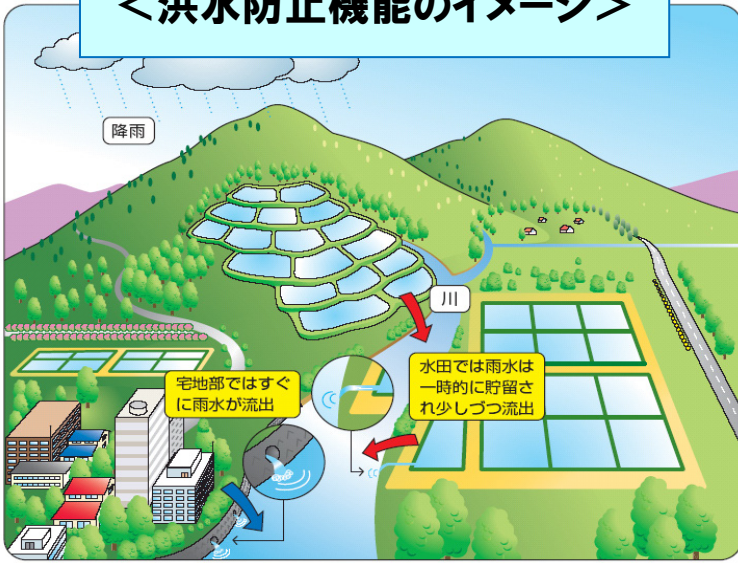 ＜洪水防止機能のイメージ＞
降雨
川
水田では雨水は
一時的に貯留さ
れ少しづつ流出
宅地部ではすぐ
に雨水が流出